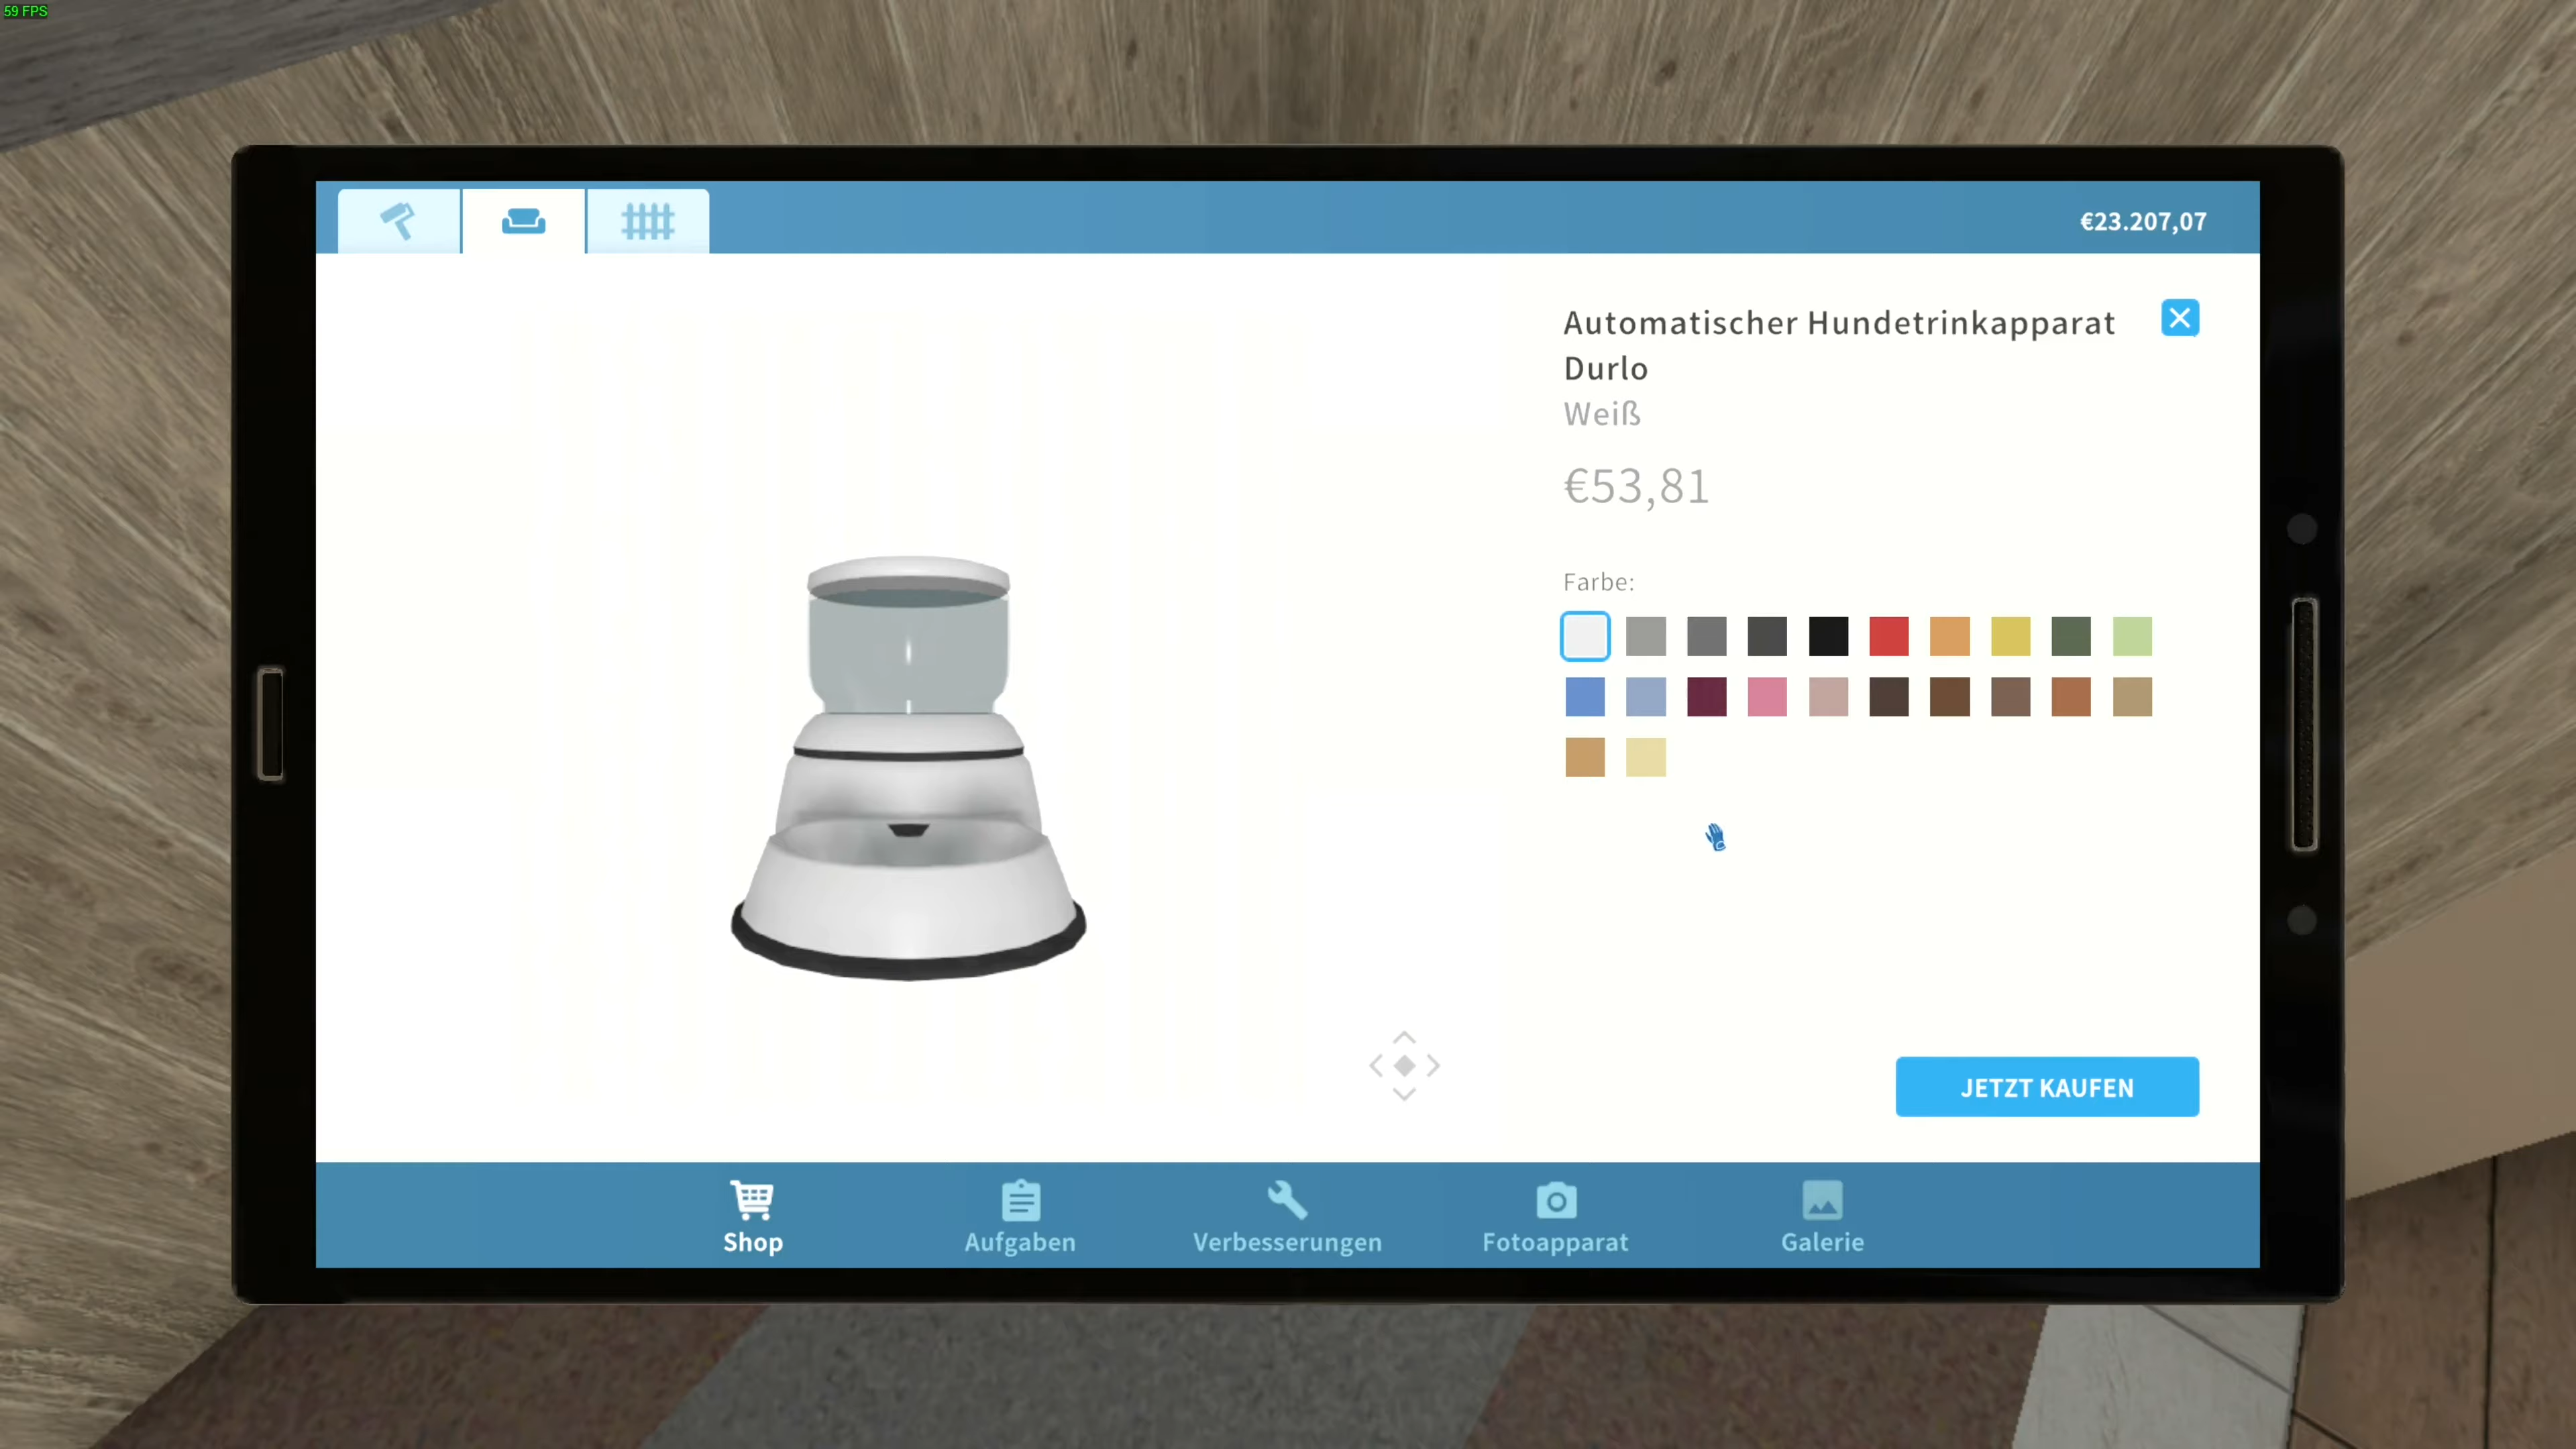 59 FPS
€23.207,07
Automatischer Hundetrinkapparat
Durlo
Weiß
€53,81
Farbe:
JETZT KAUFEN
Shop
Aufgaben
Verbesserungen
Fotoapparat
Galerie